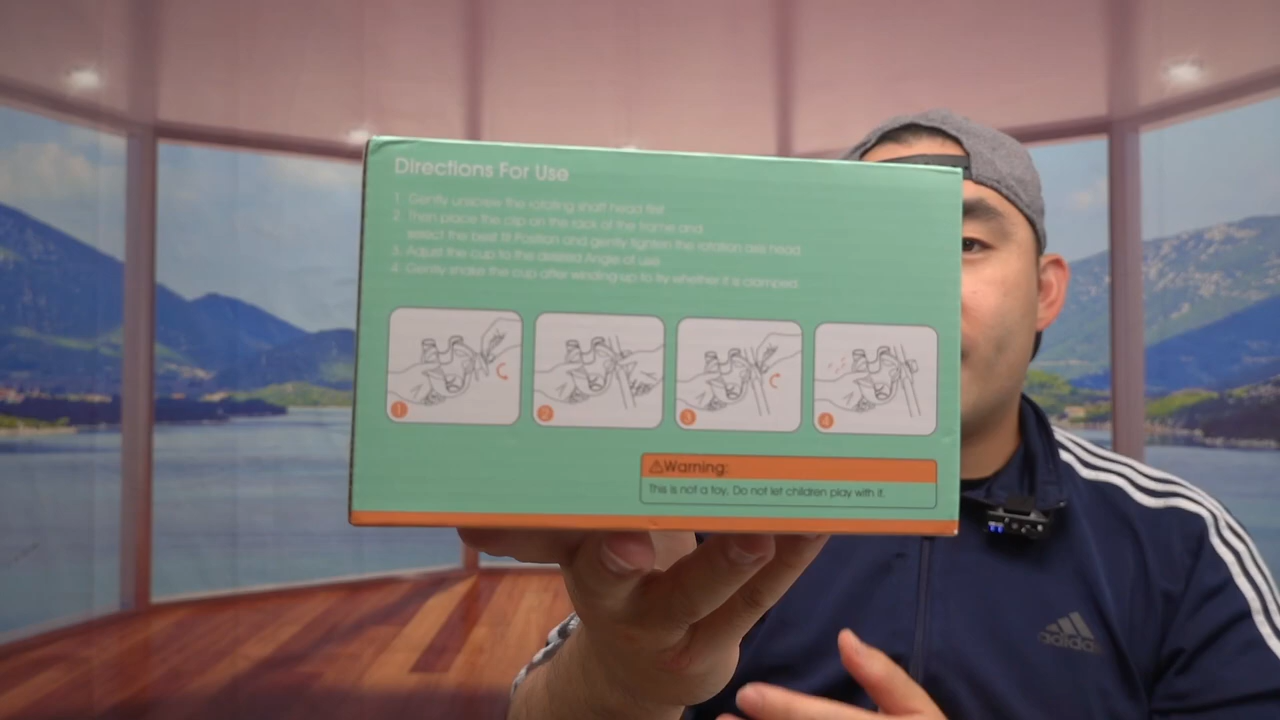 Directions For Use
1. Gently unscrew the rotating shaft head first
2. Then place the cup on the rack of the frame and
select the best fit Position and gently tighten the rotation axis head
3. Adjust the cup to the desired Angle of use
4. Gently shake the cup after winding up to try whether it is clamped.
1
2
3
4
⚠Warning:
This is not a toy. Do not let children play with it.
adidas